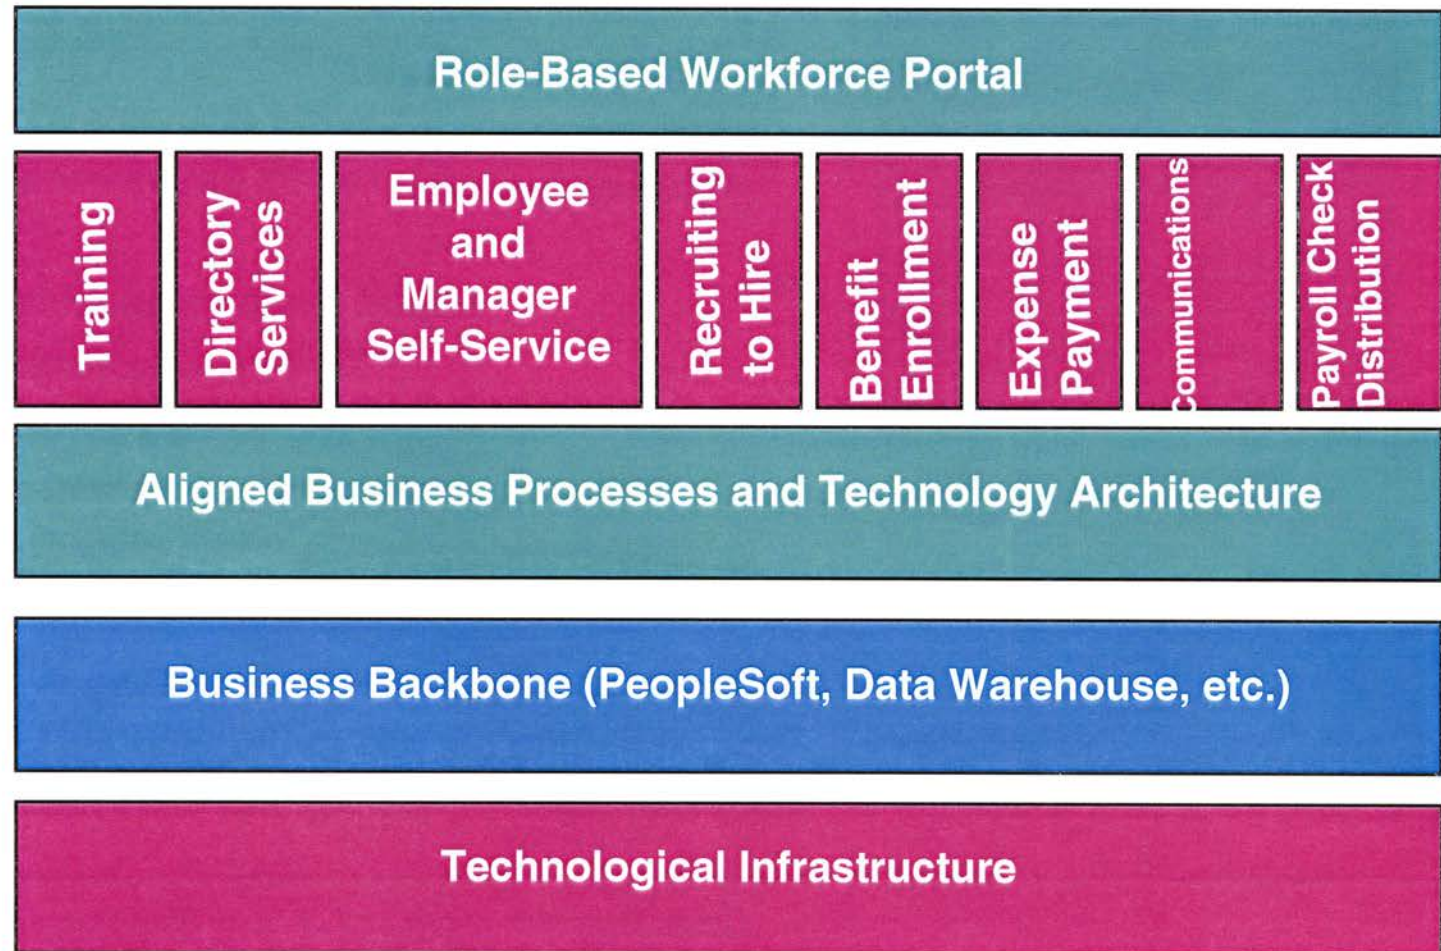 Role-Based Workforce Portal
Training
Directory
Services
Employee
and
Manager
Self-Service
Recruiting
to Hire
Benefit
Enrollment
Expense
Payment
Communications
Payroll Check
Distribution
Aligned Business Processes and Technology Architecture
Business Backbone (PeopleSoft, Data Warehouse, etc.)
Technological Infrastructure